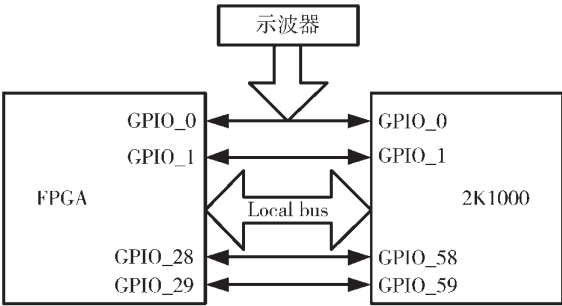 示波器
GPIO_0 GPIO_0
GPIO_1 GPIO_1
FPGA Local bus 2K1000
GPIO_28 GPIO_58
GPIO_29 GPIO_59